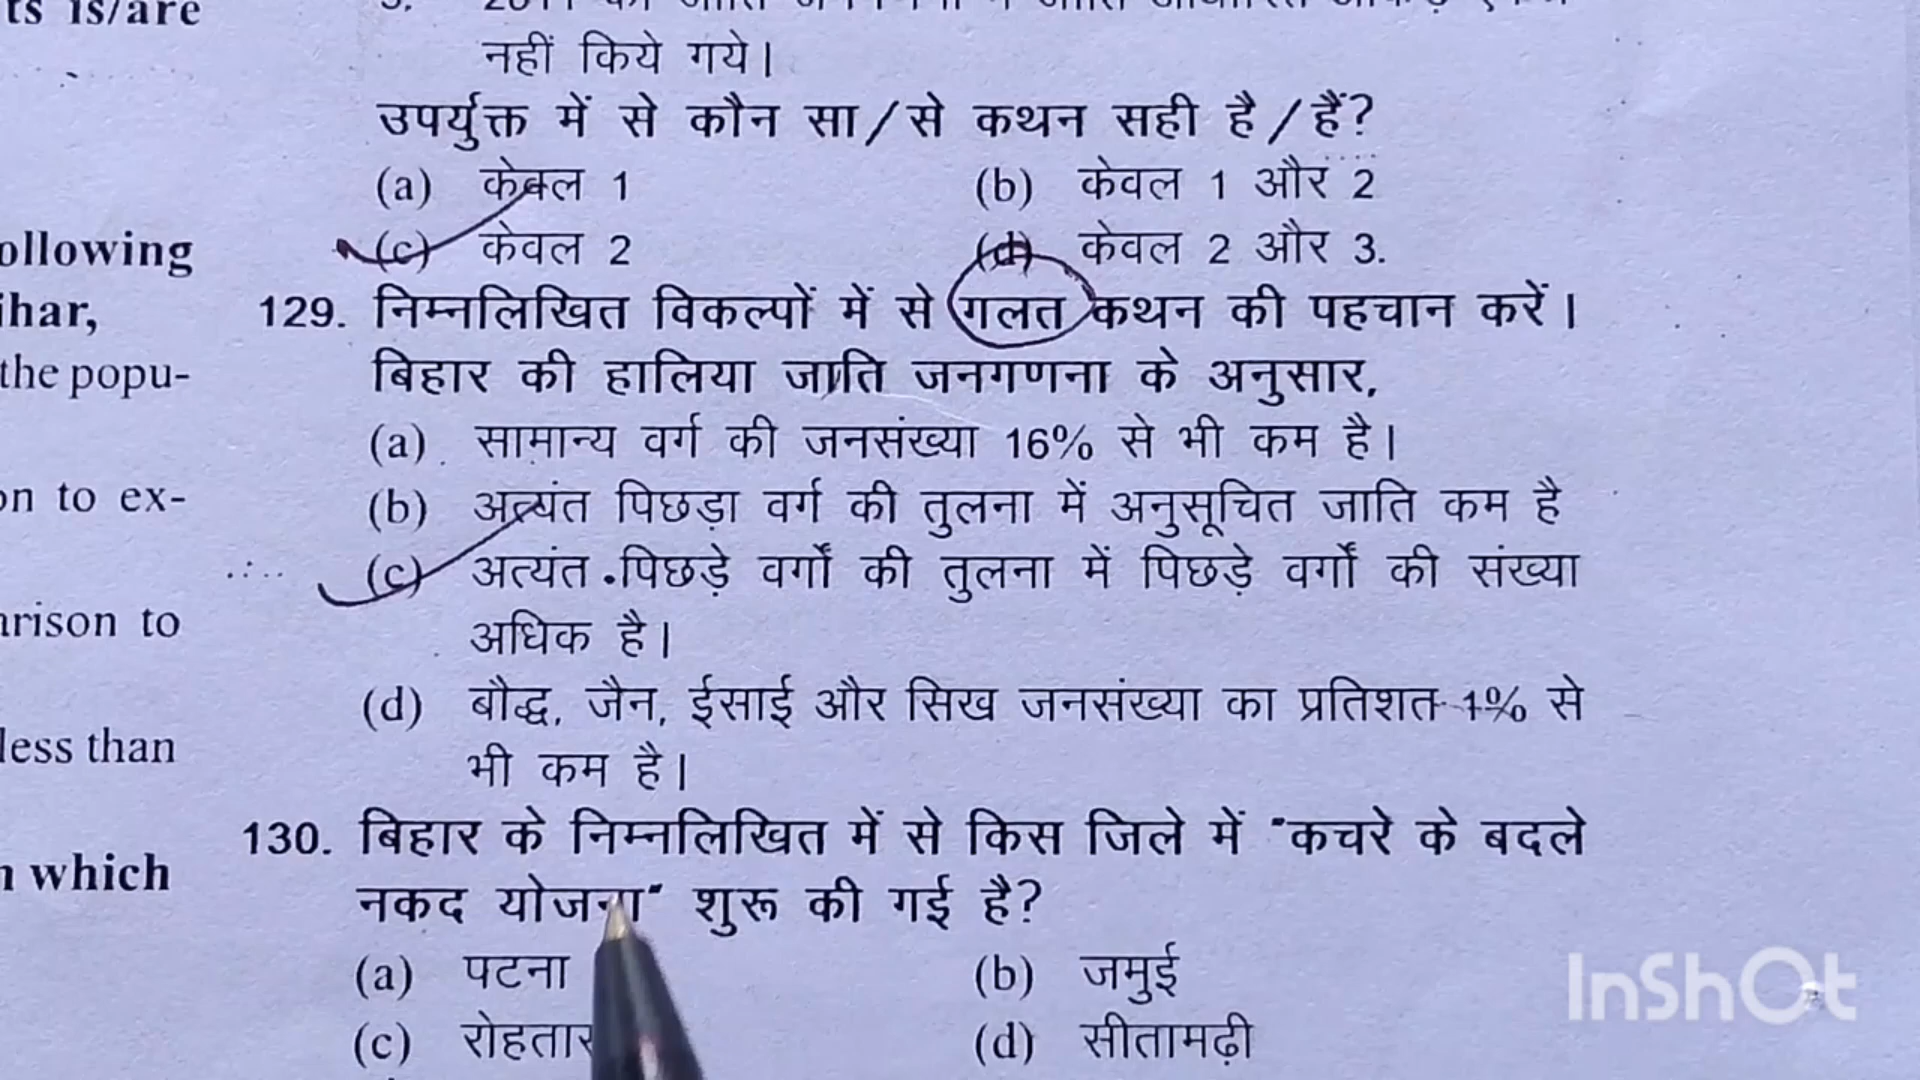 ts is/are
नहीं किये गये।
उपर्युक्त में से कौन सा/से कथन सही है/हैं?
(a) केवल 1 (b) केवल 1 और 2
(c) केवल 2 (d) केवल 2 और 3.
ollowing
ihar,
the popu-
on to ex-
arison to
less than
n which
129. निम्नलिखित विकल्पों में से गलत कथन की पहचान करें।
बिहार की हालिया जाति जनगणना के अनुसार,
(a) सामान्य वर्ग की जनसंख्या 16% से भी कम है।
(b) अत्यंत पिछड़ा वर्ग की तुलना में अनुसूचित जाति कम है
(c) अत्यंत पिछड़े वर्गों की तुलना में पिछड़े वर्गों की संख्या
अधिक है।
(d) बौद्ध, जैन, ईसाई और सिख जनसंख्या का प्रतिशत 1% से
भी कम है।
130. बिहार के निम्नलिखित में से किस जिले में "कचरे के बदले
नकद योजना" शुरू की गई है?
(a) पटना (b) जमुई
(c) (d) सीतामढ़ी
InShOt